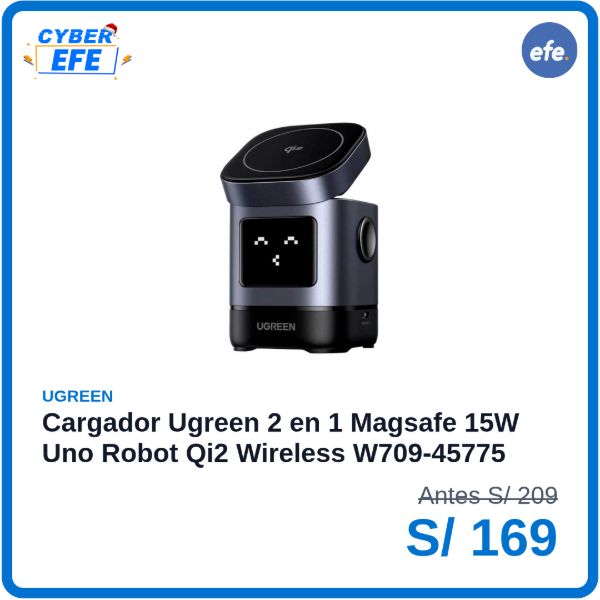 CYBER
EFE
efe.
Qi2
UGREEN
UGREEN
Cargador Ugreen 2 en 1 Magsafe 15W
Uno Robot Qi2 Wireless W709-45775
Antes S/ 209
S/ 169